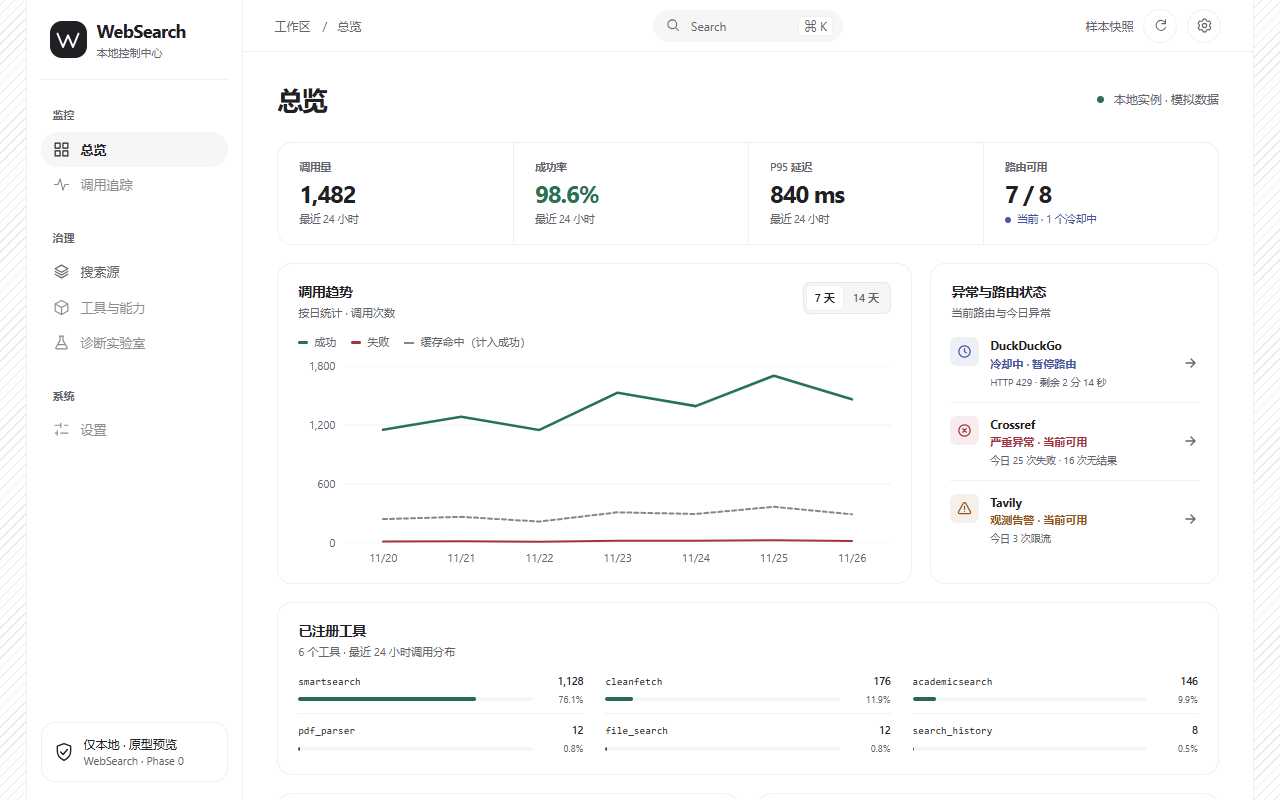 WebSearch
本地控制中心
监控
总览
调用追踪
治理
搜索源
工具与能力
诊断实验室
系统
设置
仅本地 · 原型预览
WebSearch · Phase 0
工作区 / 总览
Search ⌘ K
样本快照
总览
本地实例 · 模拟数据
调用量
1,482
最近 24 小时
成功率
98.6%
最近 24 小时
P95 延迟
840 ms
最近 24 小时
路由可用
7 / 8
当前 · 1 个冷却中
调用趋势
按日统计 · 调用次数
7 天 14 天
成功 失败 缓存命中（计入成功）
1,800
1,200
600
0
11/20 11/21 11/22 11/23 11/24 11/25 11/26
异常与路由状态
当前路由与今日异常
DuckDuckGo
冷却中 · 暂停路由
HTTP 429 · 剩余 2 分 14 秒
Crossref
严重异常 · 当前可用
今日 25 次失败 · 16 次无结果
Tavily
观测告警 · 当前可用
今日 3 次限流
已注册工具
6 个工具 · 最近 24 小时调用分布
smartsearch 1,128
76.1%
cleanfetch 176
11.9%
academicsearch 146
9.9%
pdf_parser 12
0.8%
file_search 12
0.8%
search_history 8
0.5%